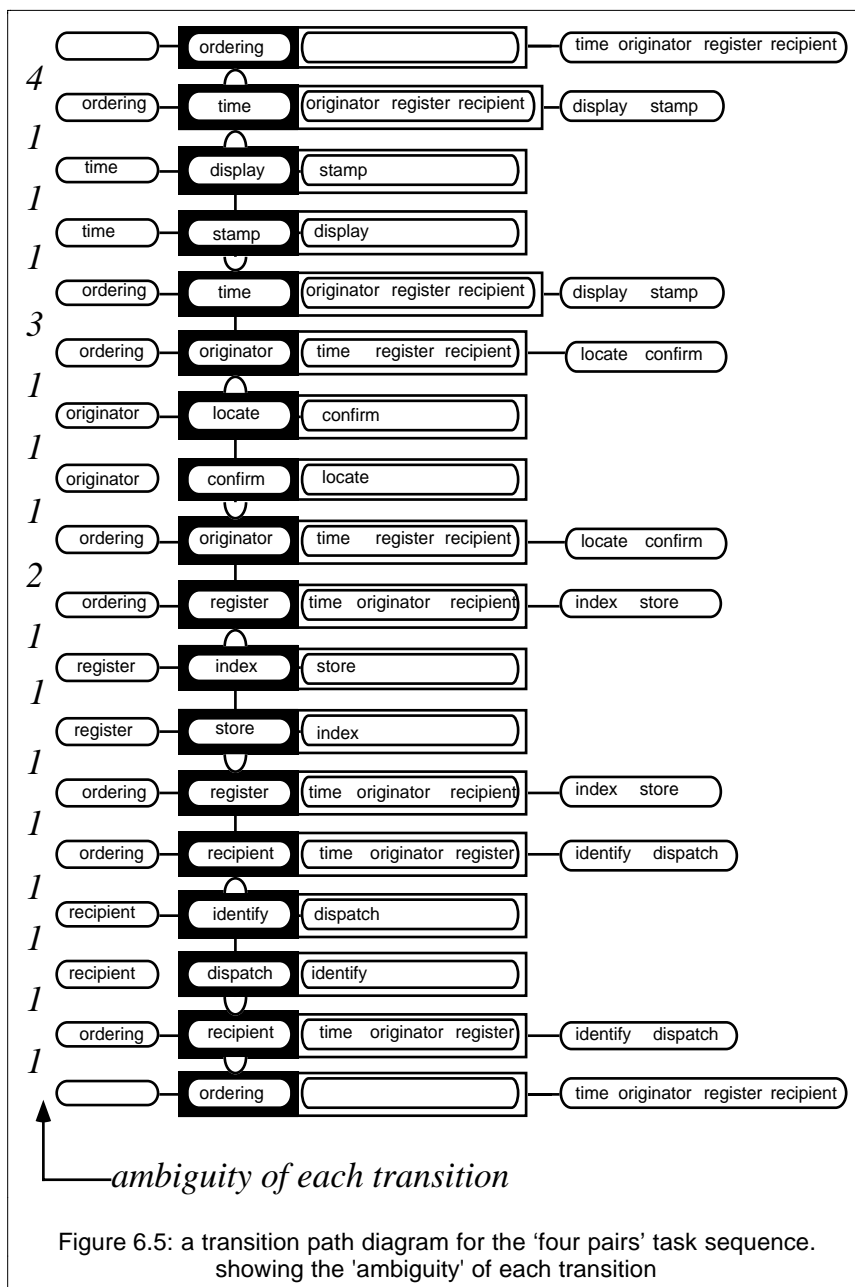 ordering time originator register recipient
4
ordering time originator register recipient display stamp
1
time display stamp
1
time stamp display
1
ordering time originator register recipient display stamp
3
ordering originator time register recipient locate confirm
1
originator locate confirm
1
originator confirm locate
1
ordering originator time register recipient locate confirm
2
ordering register time originator recipient index store
1
register index store
1
register store index
1
ordering register time originator recipient index store
1
ordering recipient time originator register identify dispatch
1
recipient identify dispatch
1
recipient dispatch identify
1
ordering recipient time originator register identify dispatch
1
ordering time originator register recipient
ambiguity of each transition
Figure 6.5: a transition path diagram for the ‘four pairs’ task sequence.
showing the 'ambiguity' of each transition